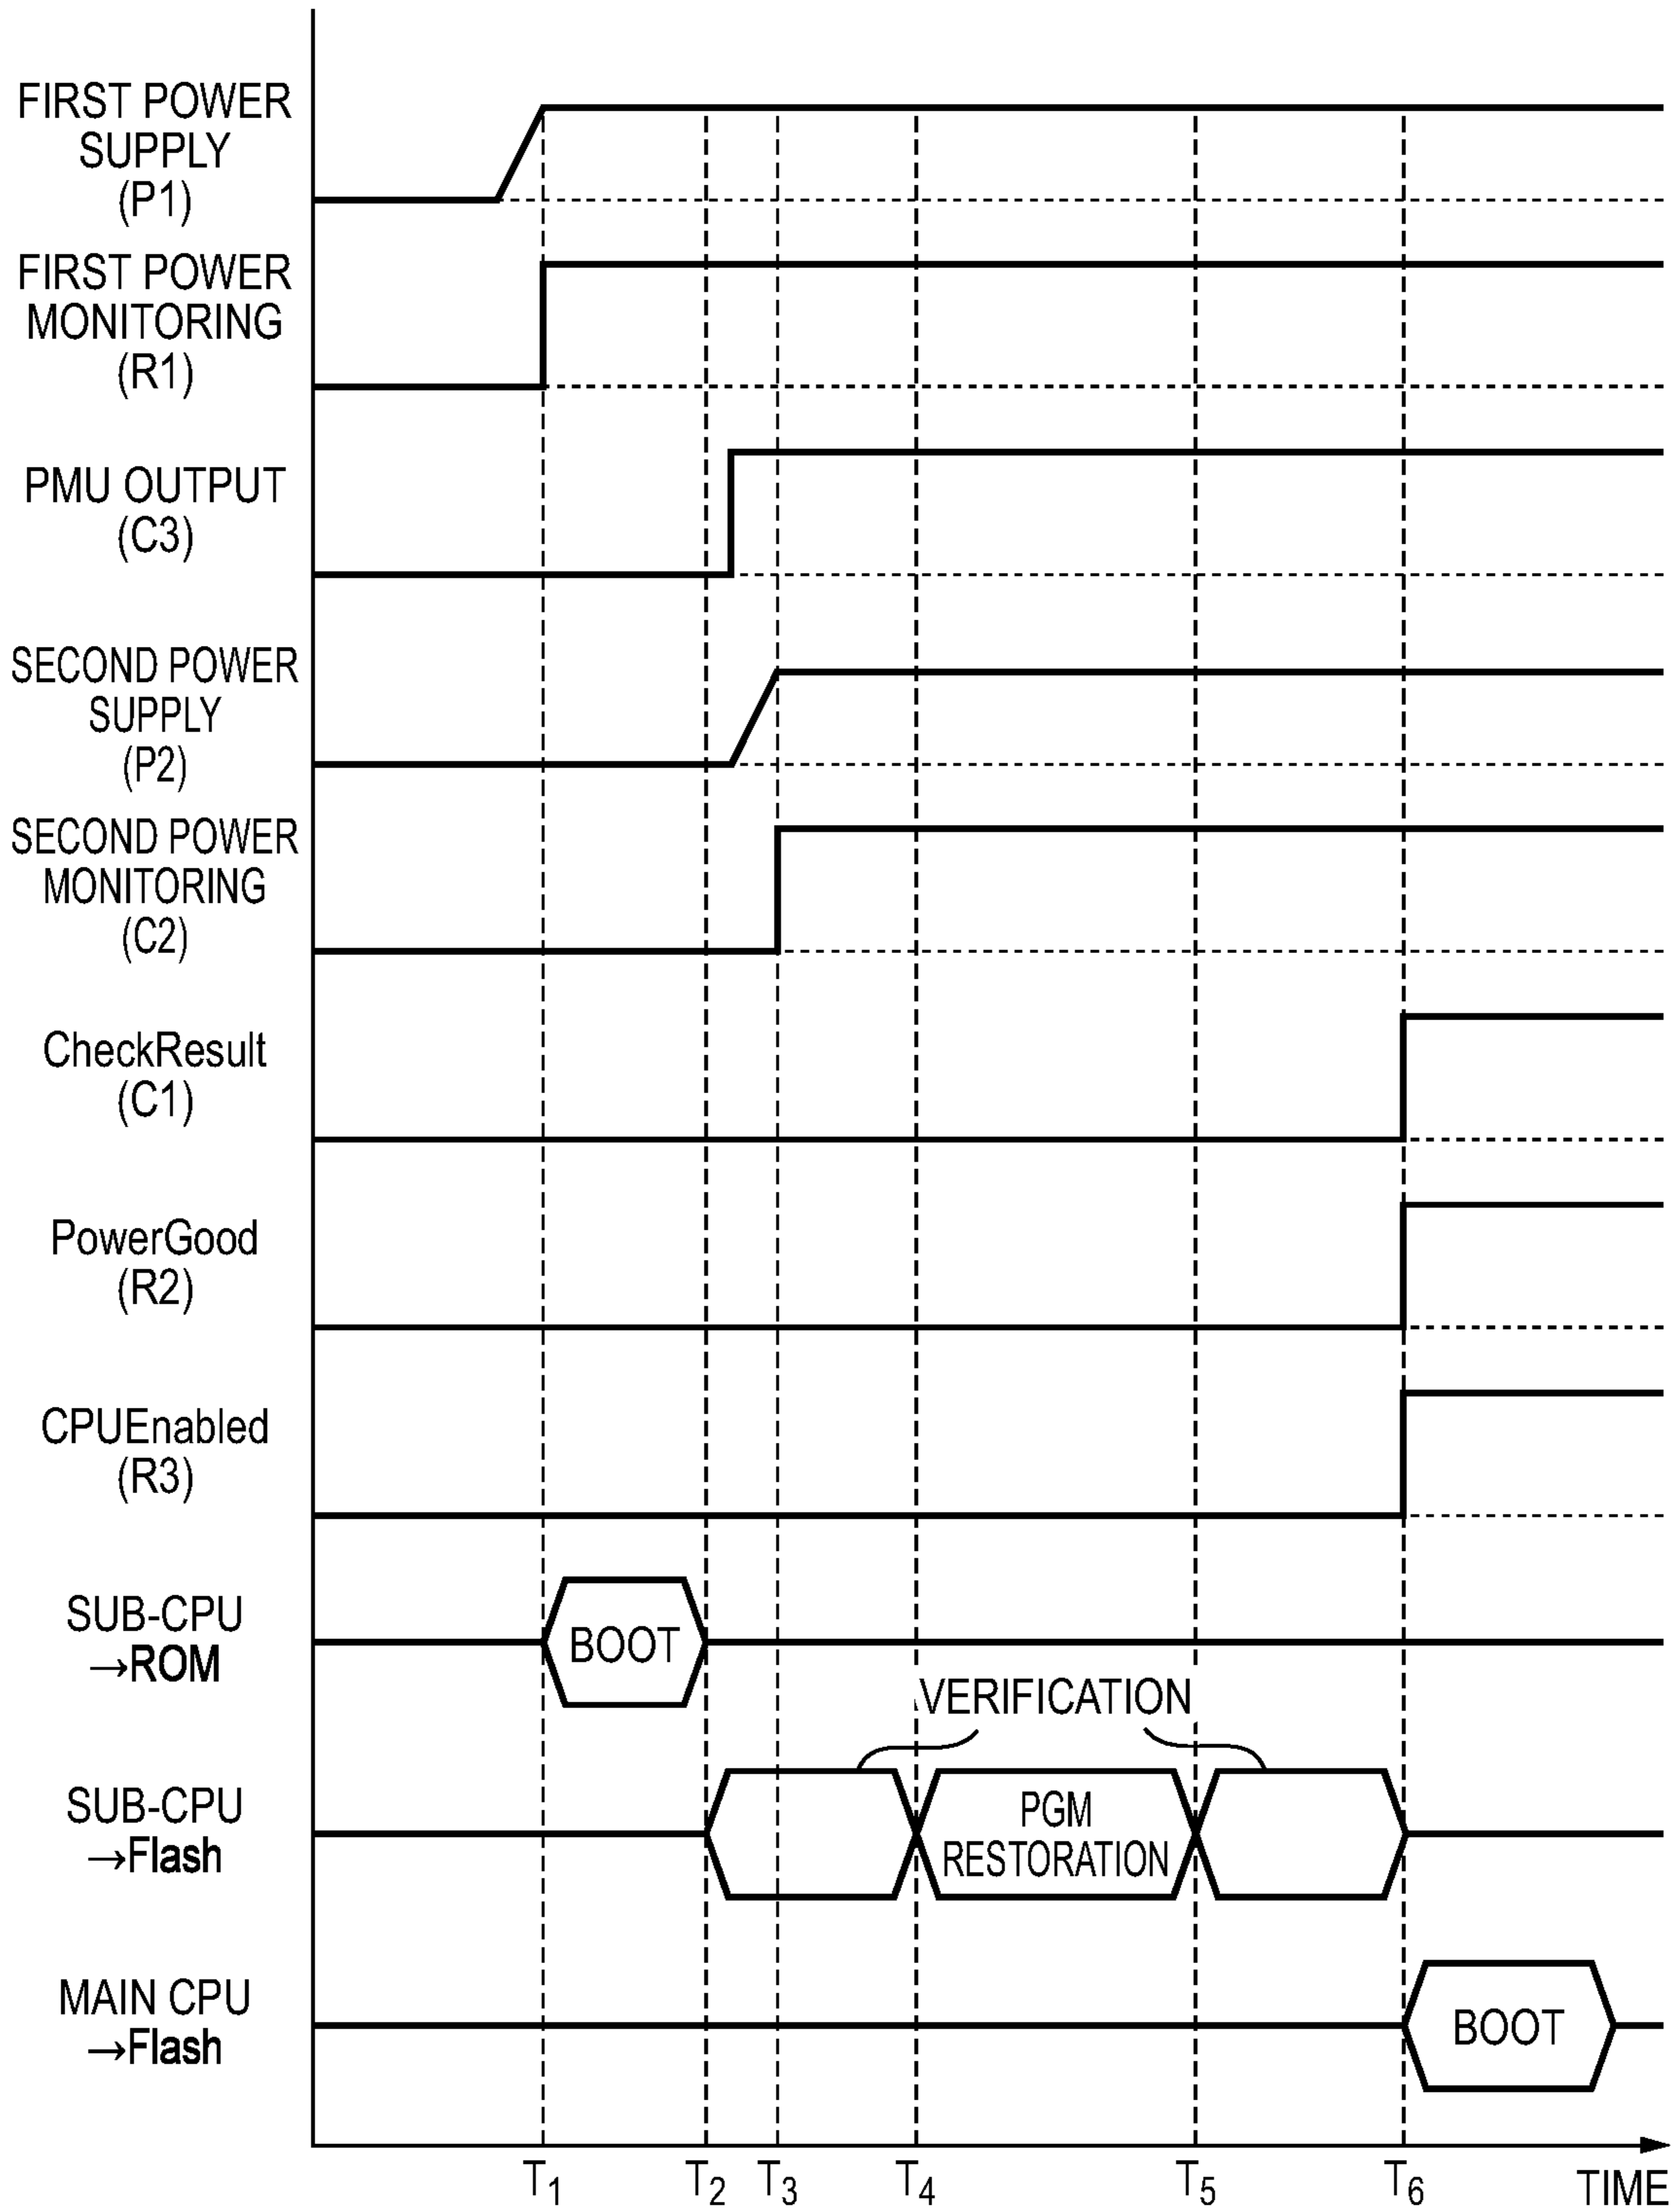 FIRST POWER
SUPPLY
(P1)
FIRST POWER
MONITORING
(R1)
PMU OUTPUT
(C3)
SECOND POWER
SUPPLY
(P2)
SECOND POWER
MONITORING
(C2)
CheckResult
(C1)
PowerGood
(R2)
CPUEnabled
(R3)
SUB-CPU
→ROM
BOOT
VERIFICATION
SUB-CPU
→Flash
PGM
RESTORATION
MAIN CPU
→Flash
BOOT
T1 T2 T3 T4 T5 T6 TIME